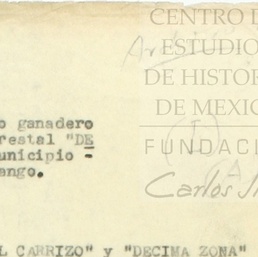 CENTRO D
ESTUDIO
DE HISTOR
DE MEXIC
FUNDACI
Carlos
o ganadero
restal "DE
unicipio -
ango.
L CARRIZO" y "DECIMA ZONA"